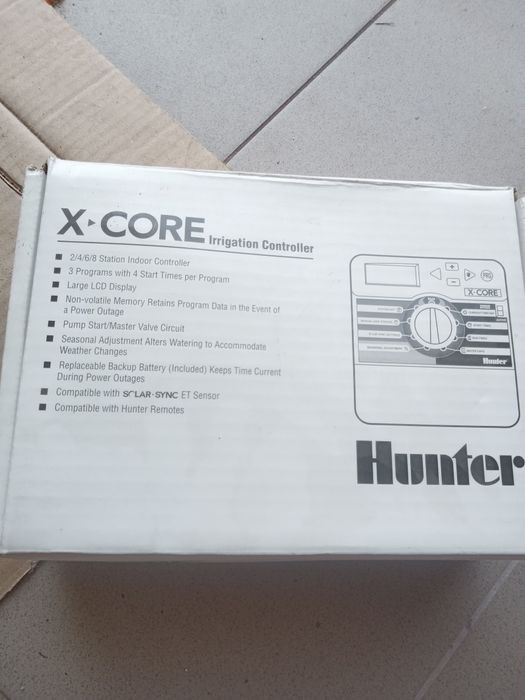 X-CORE Irrigation Controller
■ 2/4/6/8 Station Indoor Controller
■ 3 Programs with 4 Start Times per Program
■ Large LCD Display
■ Non-volatile Memory Retains Program Data in the Event of
a Power Outage
■ Pump Start/Master Valve Circuit
■ Seasonal Adjustment Alters Watering to Accommodate
Weather Changes
■ Replaceable Backup Battery (Included) Keeps Time Current
During Power Outages
■ Compatible with SOLAR-SYNC ET Sensor
■ Compatible with Hunter Remotes
+
-
X-CORE
Hunter
Hunter